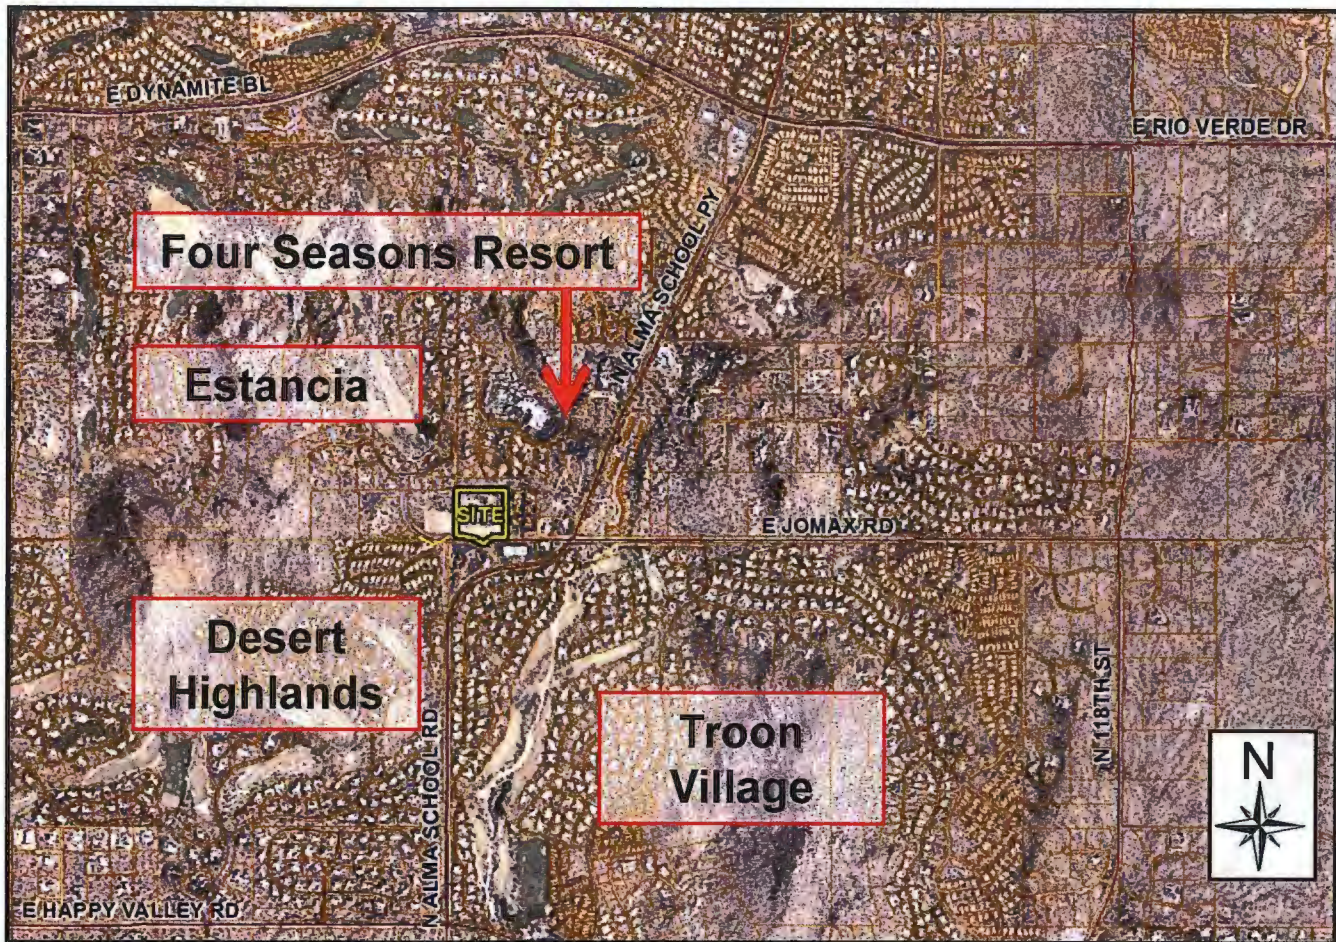 E DYNAMITE BL
E RIO VERDE DR
Four Seasons Resort
N ALMA SCHOOL PY
Estancia
SITE
E JOMAX RD
Desert
Highlands
N ALMA SCHOOL RD
Troon
Village
N 118TH ST
N
E HAPPY VALLEY RD